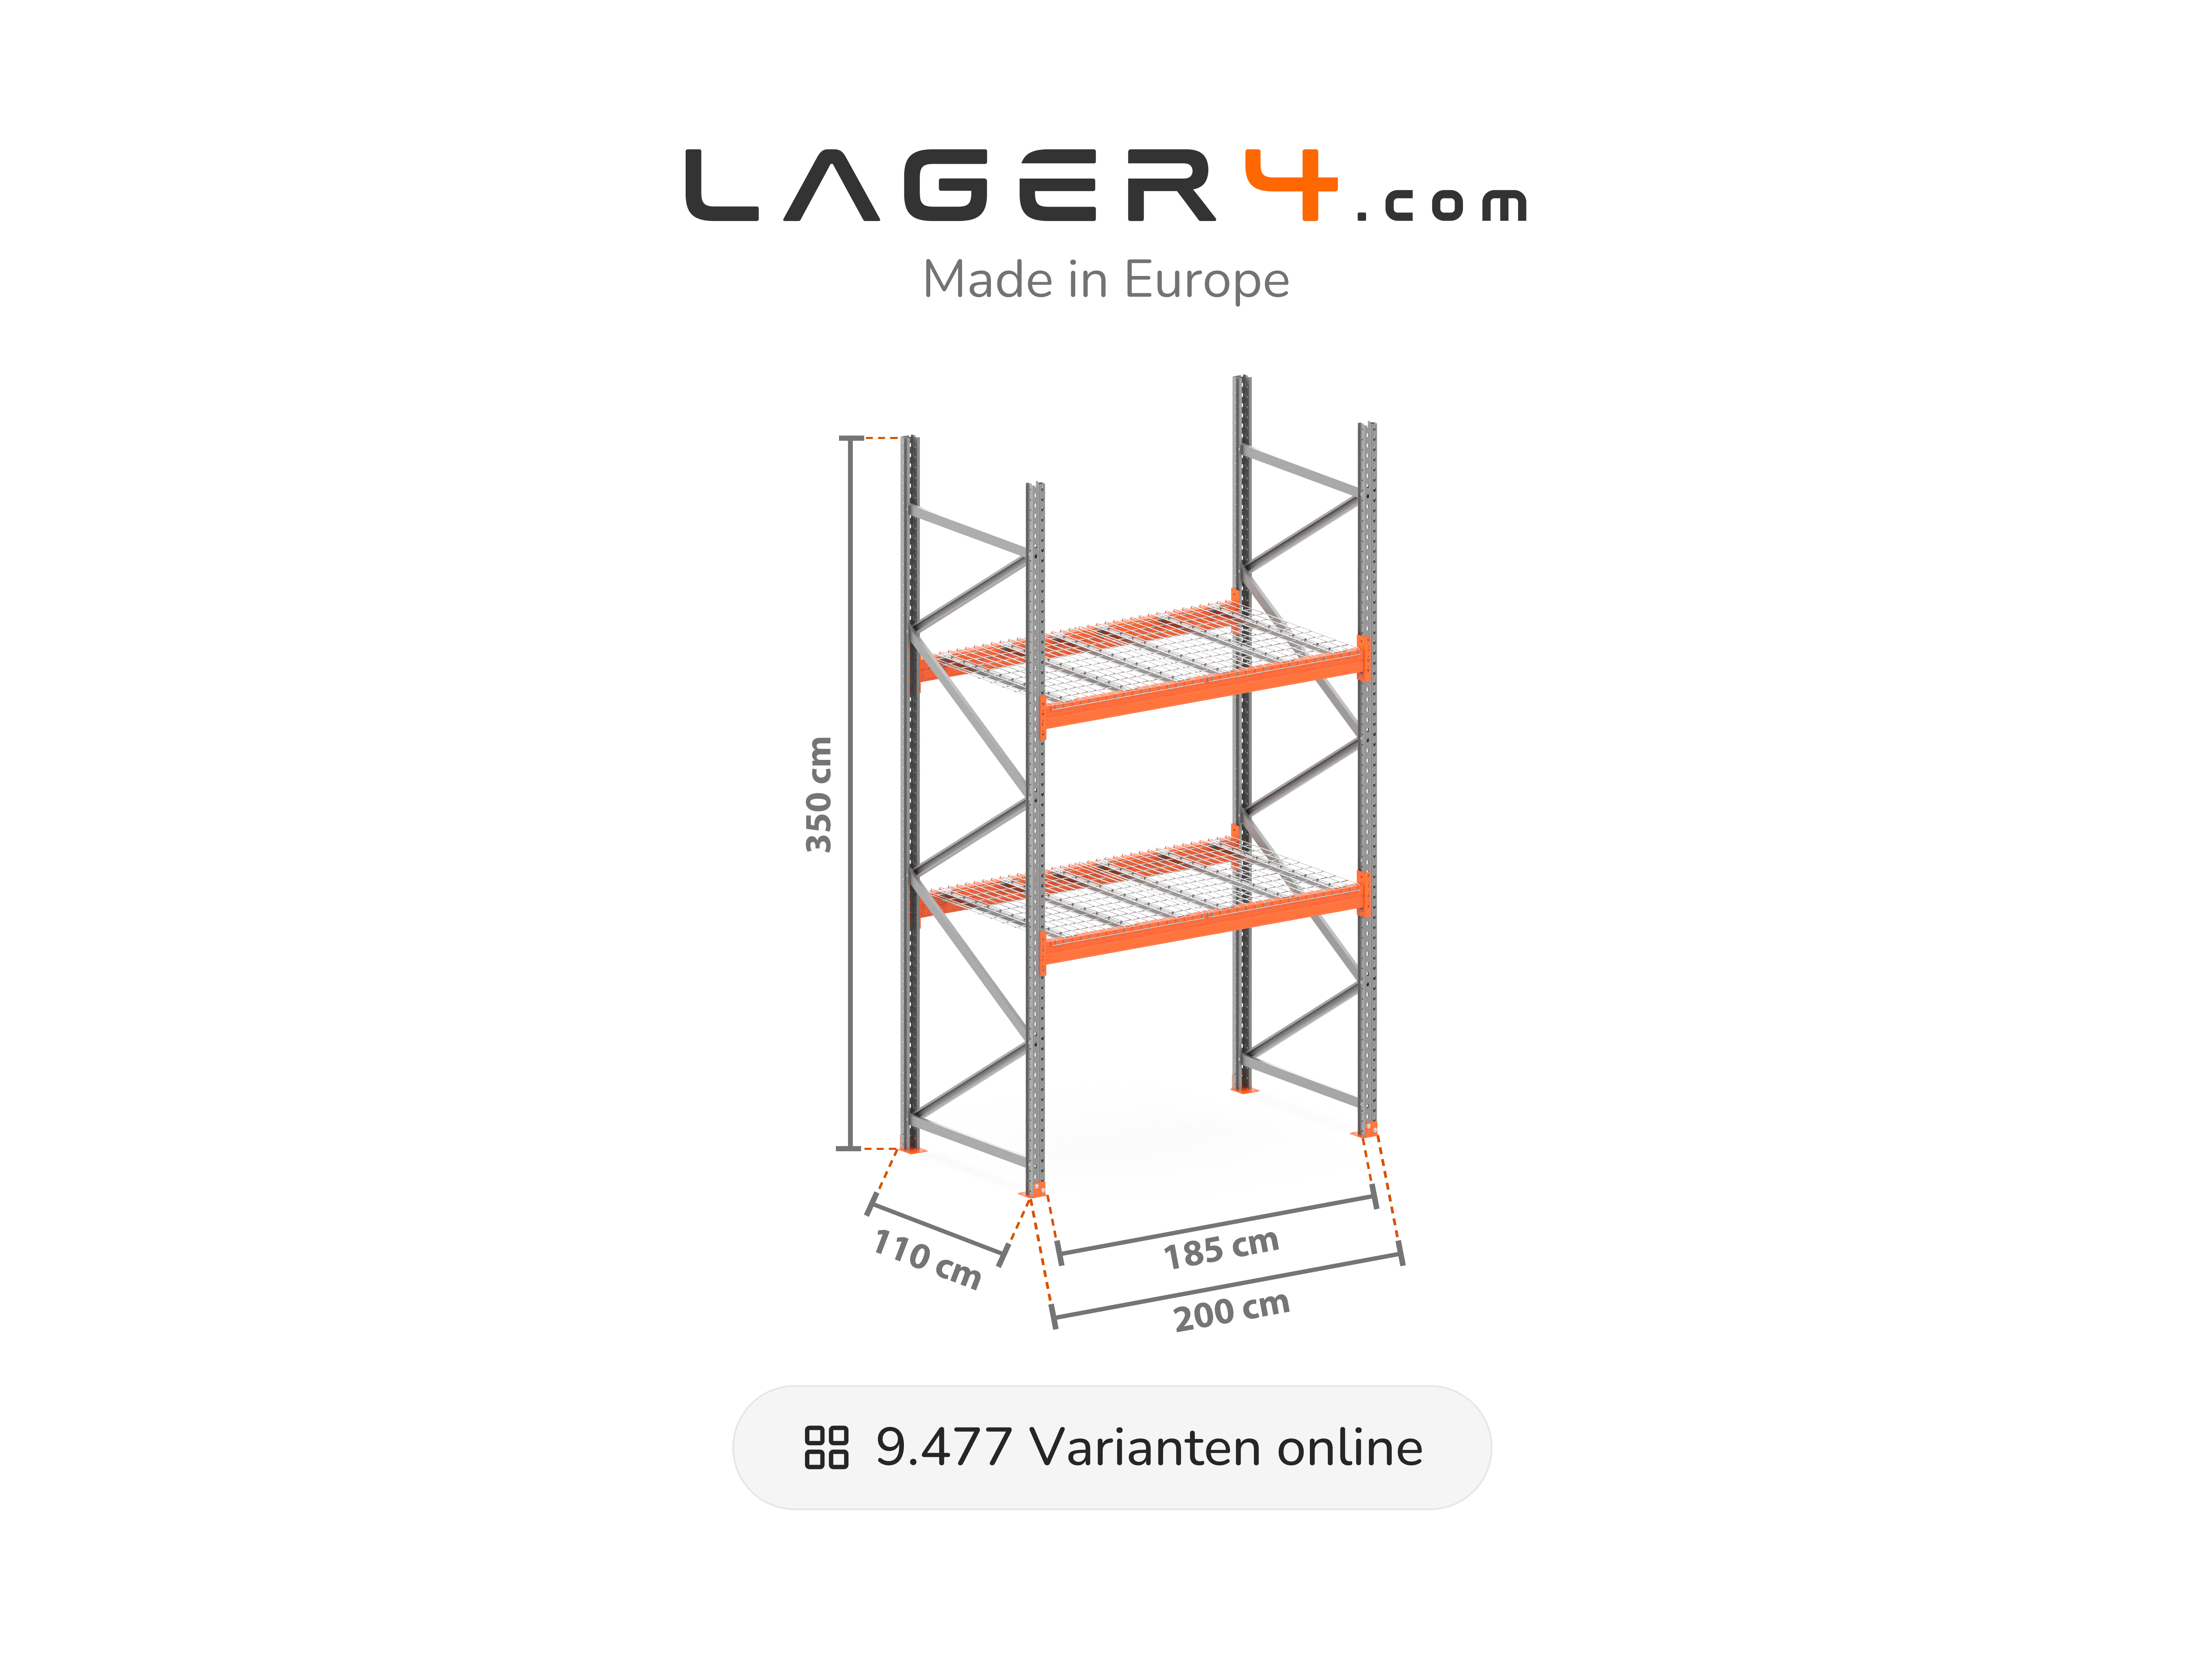 LAGER4.com
Made in Europe
350 cm
110 cm
185 cm
200 cm
9.477 Varianten online